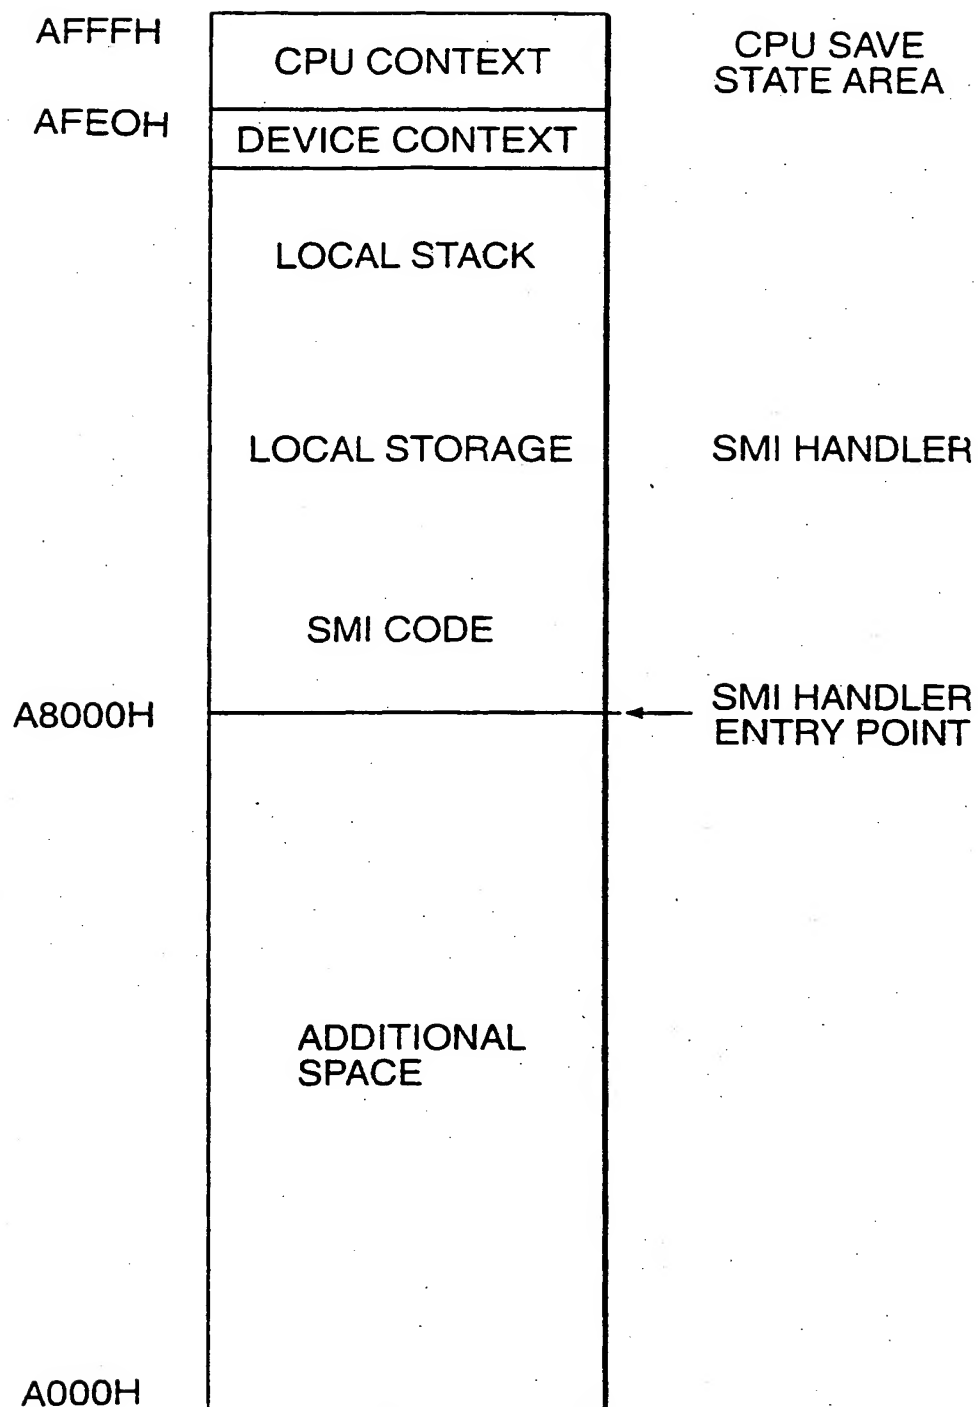 AFFFH
CPU CONTEXT
CPU SAVE
STATE AREA
AFEOH
DEVICE CONTEXT
LOCAL STACK
LOCAL STORAGE
SMI HANDLER
SMI CODE
A8000H
SMI HANDLER
ENTRY POINT
ADDITIONAL
SPACE
A000H